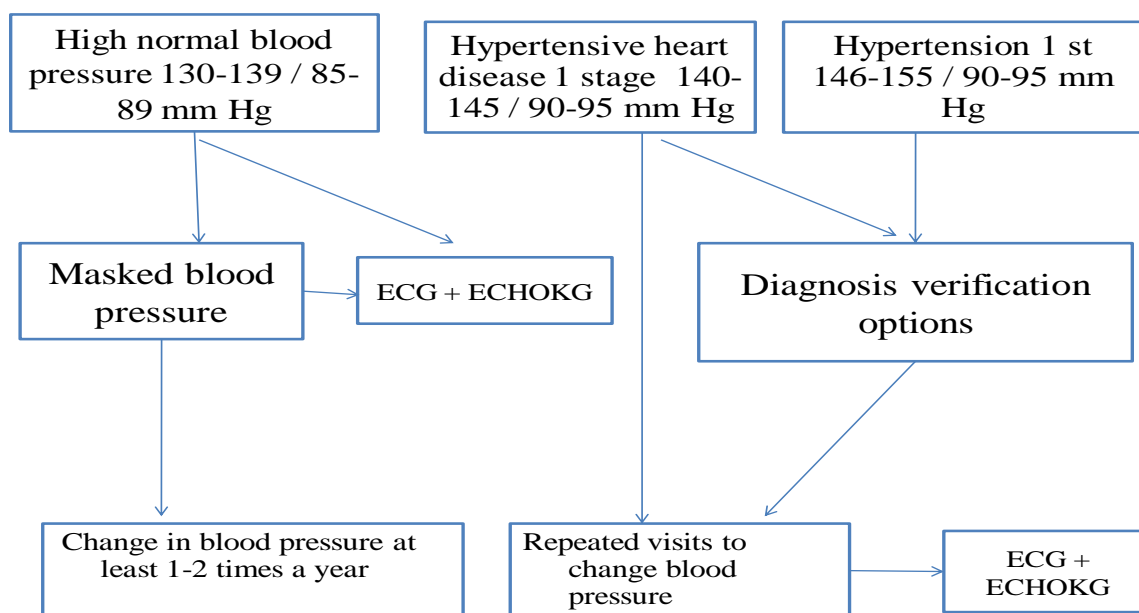 High normal blood
pressure 130-139 / 85-
89 mm Hg
Hypertensive heart
disease 1 stage 140-
145 / 90-95 mm Hg
Hypertension 1 st
146-155 / 90-95 mm
Hg
Masked blood
pressure
ECG + ECHOKG
Diagnosis verification
options
Change in blood pressure at
least 1-2 times a year
Repeated visits to
change blood
pressure
ECG +
ECHOKG